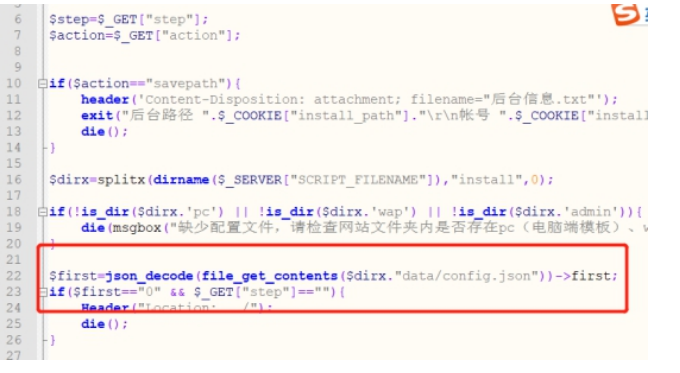 6 $step=$_GET["step"];
7 $action=$_GET["action"];
8
9
10 if($action=="savepath"){
11 header('Content-Disposition: attachment; filename="后台信息.txt"');
12 exit("后台路径 ".$_COOKIE["install_path"]."\r\n帐号 ".$_COOKIE["instal
13 die();
14 }
15
16 $dirx=splitx(dirname($_SERVER["SCRIPT_FILENAME"]),"install",0);
17
18 if(!is_dir($dirx.'pc') || !is_dir($dirx.'wap') || !is_dir($dirx.'admin')){
19 die(msgbox("缺少配置文件，请检查网站文件夹内是否存在pc（电脑端模板）、w
20 }
21
22 $first=json_decode(file_get_contents($dirx."data/config.json"))->first;
23 if($first=="0" && $_GET["step"]==""){
24 Header("Location: /");
25 die();
26 }
27